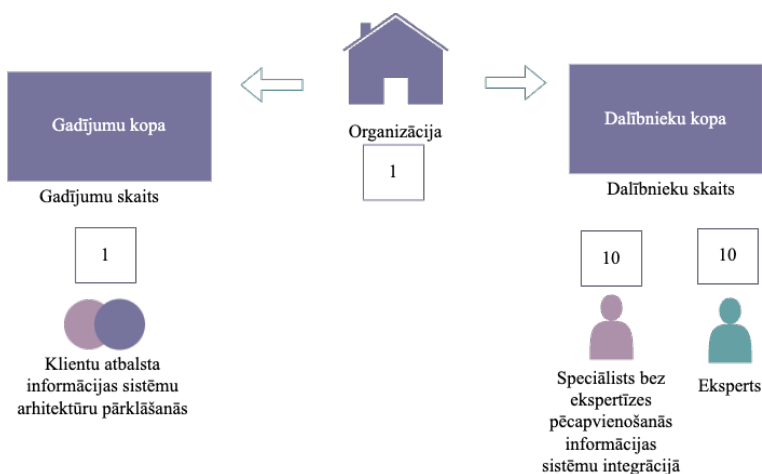 Gadījumu kopa
Gadījumu skaits
1
Klientu atbalsta
informācijas sistēmu
arhitektūru pārklāšanās
Organizācija
1
Dalībnieku kopa
Dalībnieku skaits
10
10
Speciālists bez
ekspertīzes
pēcapvienošanās
informācijas
sistēmu integrācijā
Eksperts